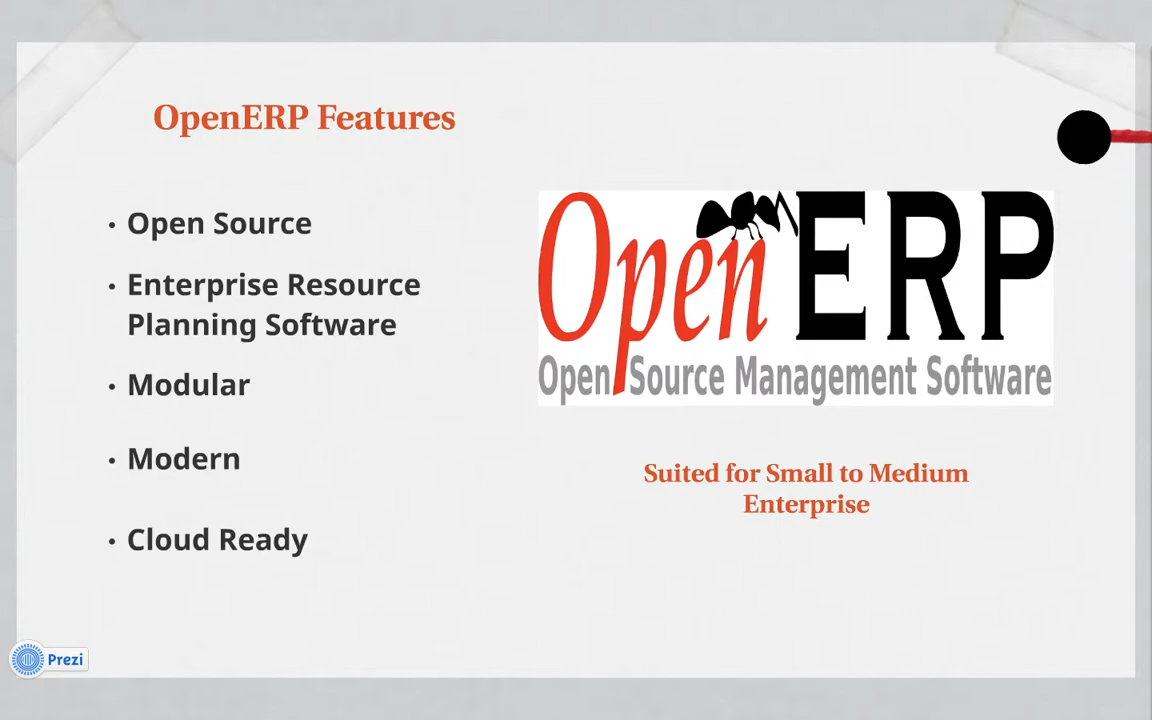 OpenERP Features
• Open Source
• Enterprise Resource
Planning Software
• Modular
• Modern
• Cloud Ready
OpenERP
Open Source Management Software
Suited for Small to Medium
Enterprise
Prezi